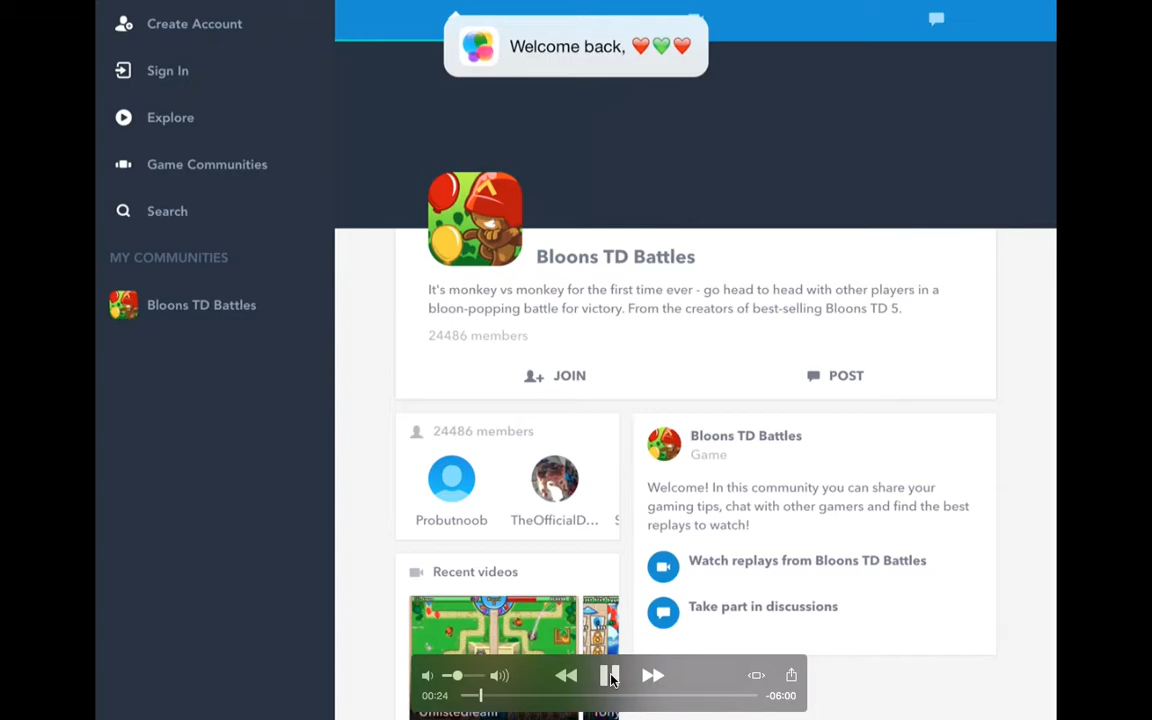 Create Account
Sign In
Explore
Game Communities
Search
MY COMMUNITIES
Bloons TD Battles
Welcome back, ❤️💚❤️
Bloons TD Battles
It's monkey vs monkey for the first time ever - go head to head with other players in a
bloon-popping battle for victory. From the creators of best-selling Bloons TD 5.
24486 members
JOIN
POST
24486 members
Probutnoob
TheOfficialD...
Recent videos
Bloons TD Battles
Game
Welcome! In this community you can share your
gaming tips, chat with other gamers and find the best
replays to watch!
Watch replays from Bloons TD Battles
Take part in discussions
00:24
-06:00